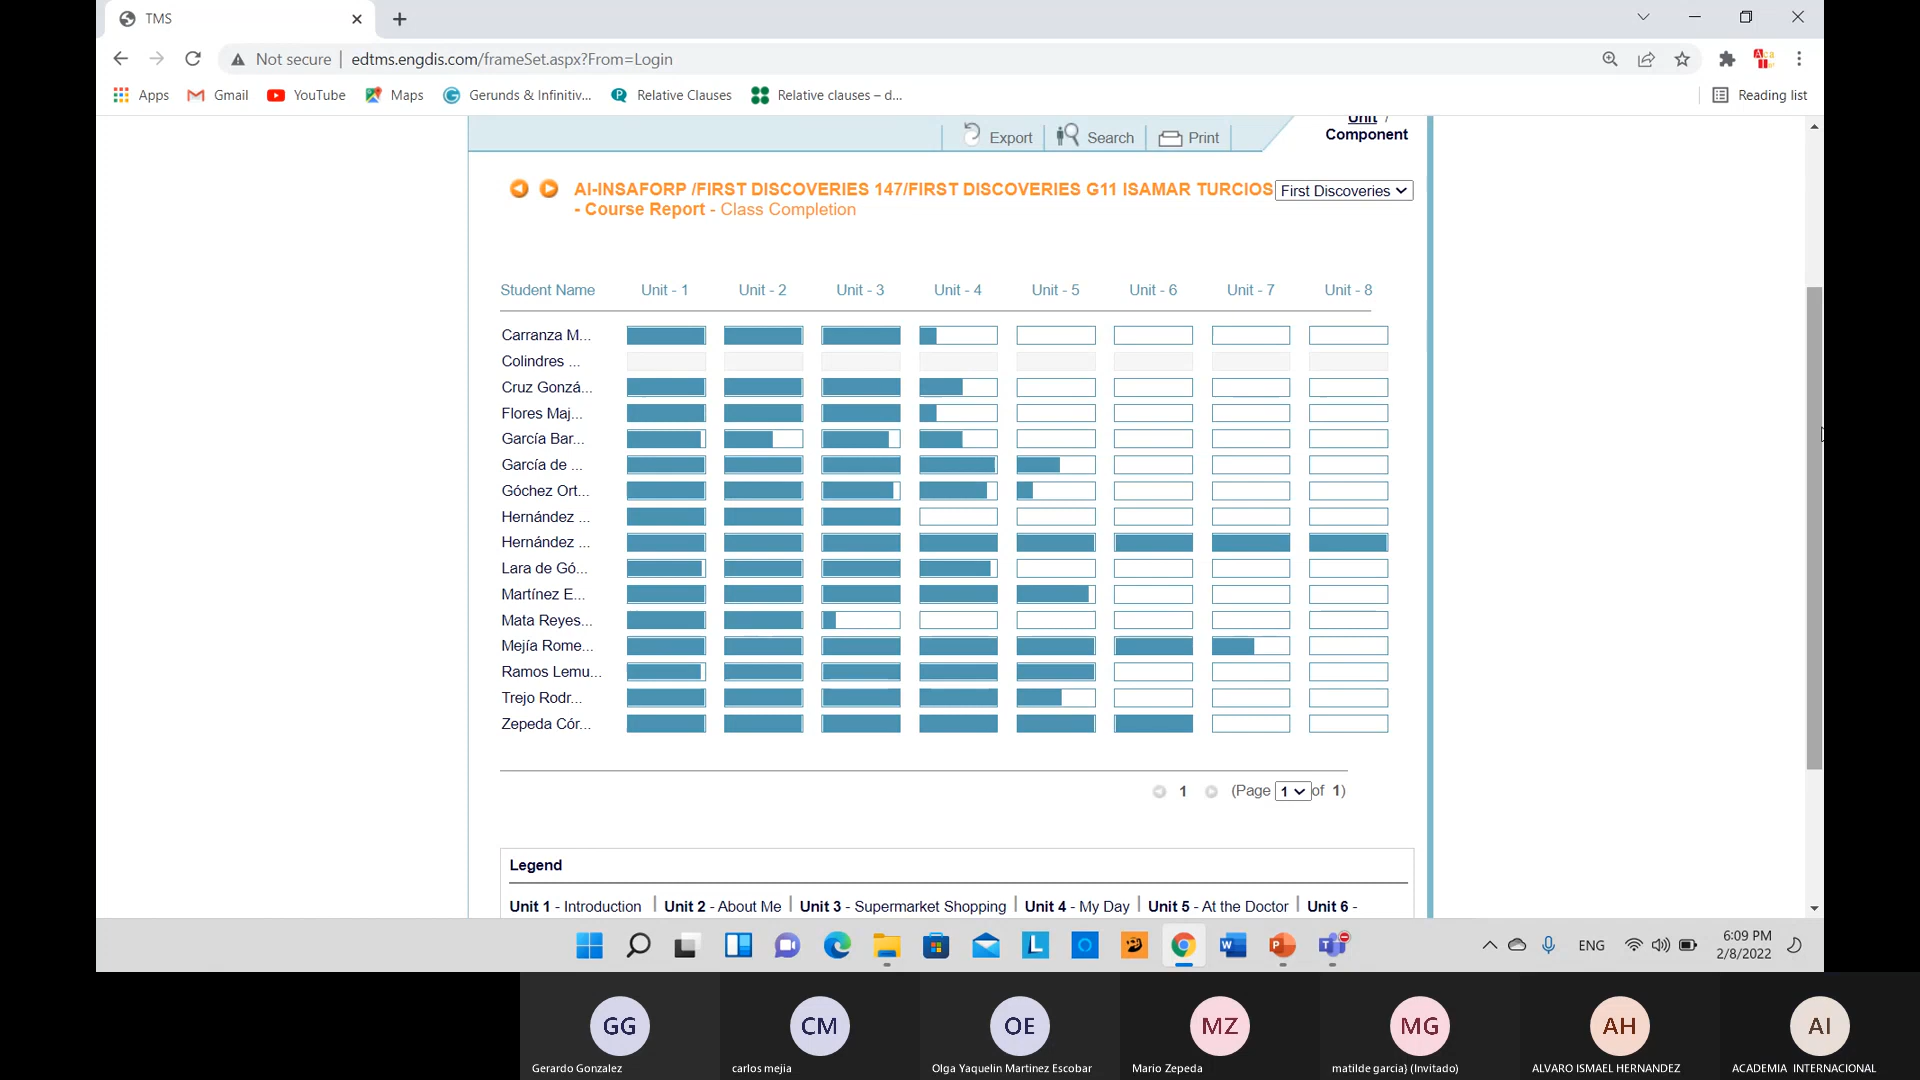 TMS
Not secure | edtms.engdis.com/frameSet.aspx?From=Login
Apps Gmail YouTube Maps Gerunds & Infinitiv... Relative Clauses Relative clauses – d... Reading list
Export Search Print
Unit /
Component
AI-INSAFORP /FIRST DISCOVERIES 147/FIRST DISCOVERIES G11 ISAMAR TURCIOS First Discoveries
- Course Report - Class Completion
Student Name Unit - 1 Unit - 2 Unit - 3 Unit - 4 Unit - 5 Unit - 6 Unit - 7 Unit - 8
Carranza M...
Colindres ...
Cruz Gonzá...
Flores Maj...
García Bar...
García de ...
Góchez Ort...
Hernández ...
Hernández ...
Lara de Gó...
Martínez E...
Mata Reyes...
Mejía Rome...
Ramos Lemu...
Trejo Rodr...
Zepeda Cór...
1 (Page 1 of 1)
Legend
Unit 1 - Introduction | Unit 2 - About Me | Unit 3 - Supermarket Shopping | Unit 4 - My Day | Unit 5 - At the Doctor | Unit 6 -
ENG 6:09 PM
2/8/2022
GG CM OE MZ MG AH AI
Gerardo Gonzalez carlos mejia Olga Yaquelin Martinez Escobar Mario Zepeda matilde garcia} (Invitado) ALVARO ISMAEL HERNANDEZ ACADEMIA INTERNACIONAL